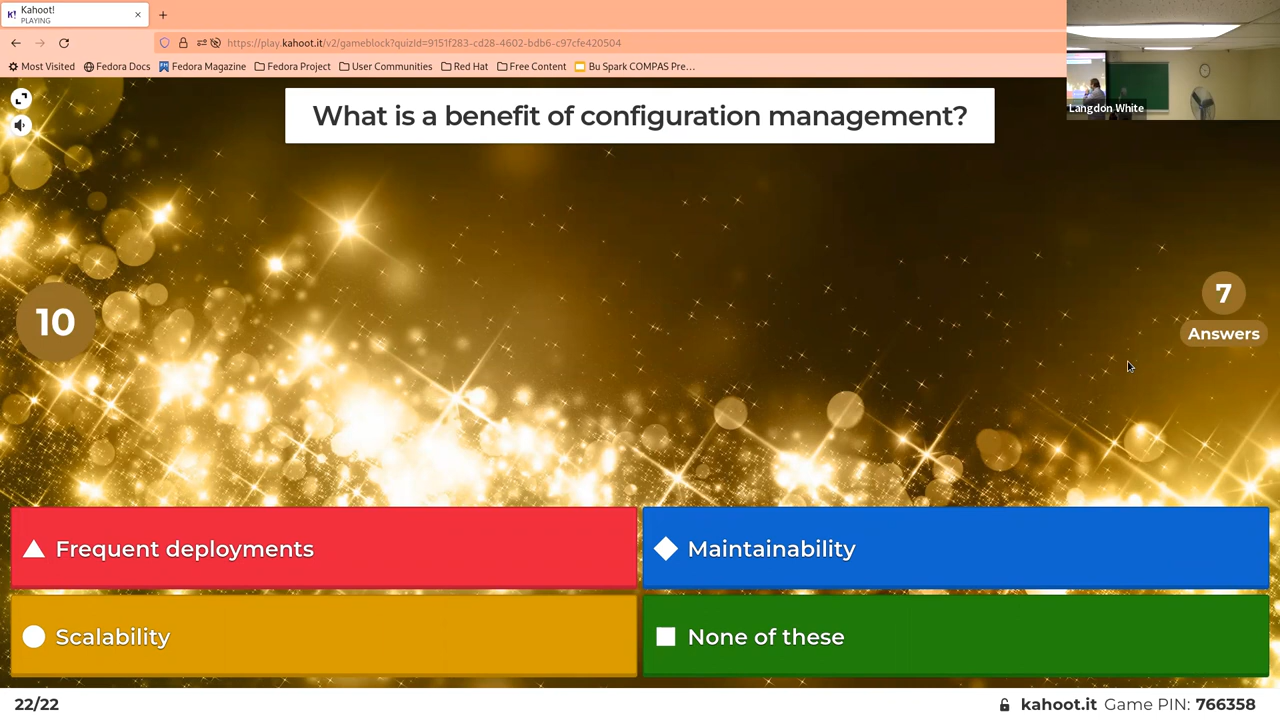 Kahoot!
PLAYING
https://play.kahoot.it/v2/gameblock?quizId=9151f283-cd28-4602-bdb6-c97cfe420504
Most Visited Fedora Docs Fedora Magazine Fedora Project User Communities Red Hat Free Content Bu Spark COMPAS Pre…
Langdon White
What is a benefit of configuration management?
10
7
Answers
Frequent deployments
Maintainability
Scalability
None of these
22/22
kahoot.it Game PIN: 766358